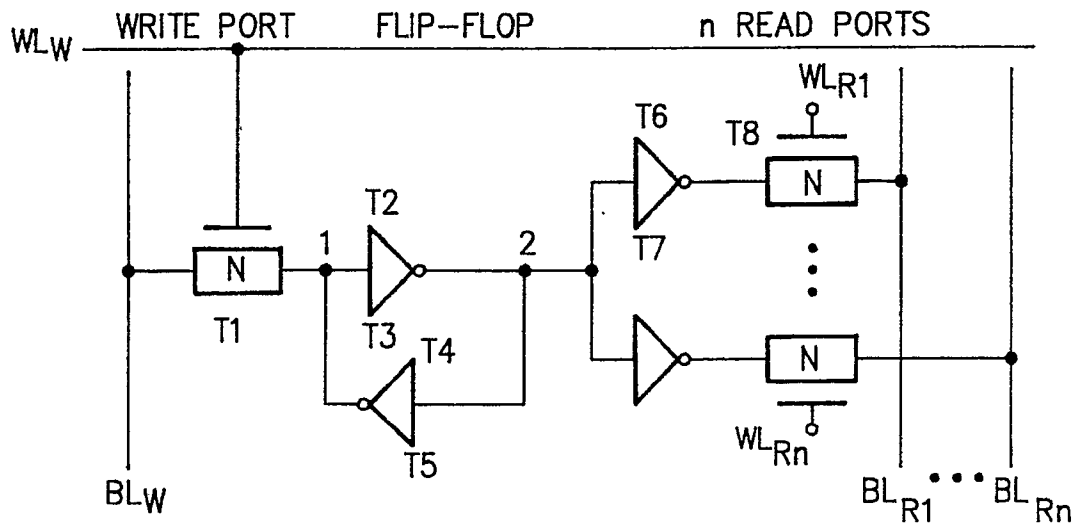 WRITE PORT FLIP-FLOP n READ PORTS
WLW
WLR1
T6
T8
N
T2
T7
1
2
N
T1
T3
T4
N
T5
WLRn
BLW
BLR1 ••• BLRn